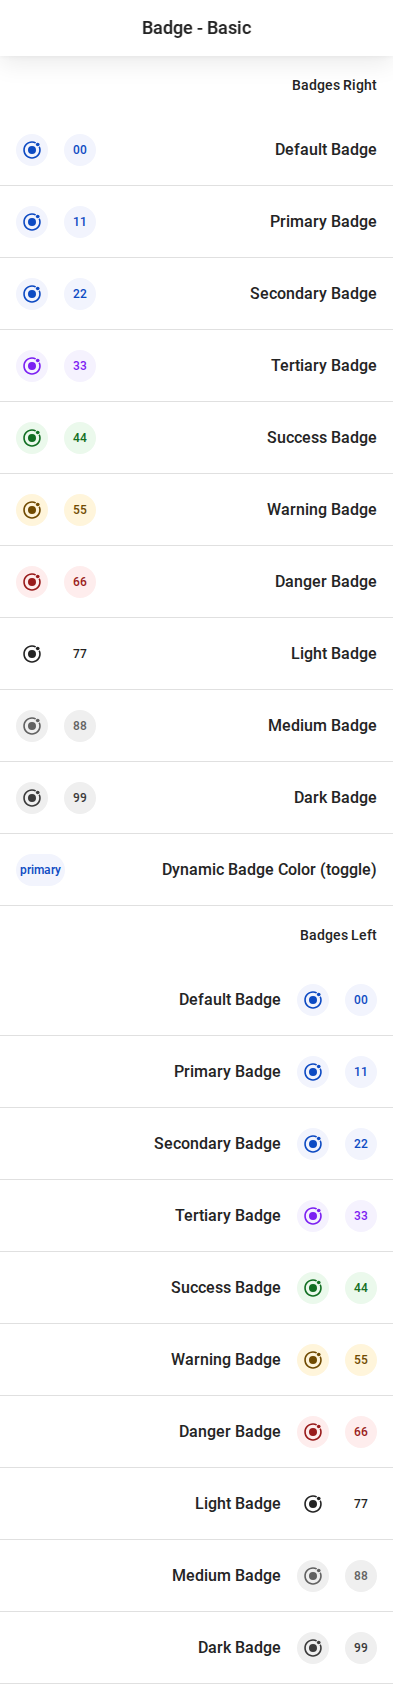 Badge - Basic
Badges Right
00 Default Badge
11 Primary Badge
22 Secondary Badge
33 Tertiary Badge
44 Success Badge
55 Warning Badge
66 Danger Badge
77 Light Badge
88 Medium Badge
99 Dark Badge
primary Dynamic Badge Color (toggle)
Badges Left
Default Badge 00
Primary Badge 11
Secondary Badge 22
Tertiary Badge 33
Success Badge 44
Warning Badge 55
Danger Badge 66
Light Badge 77
Medium Badge 88
Dark Badge 99